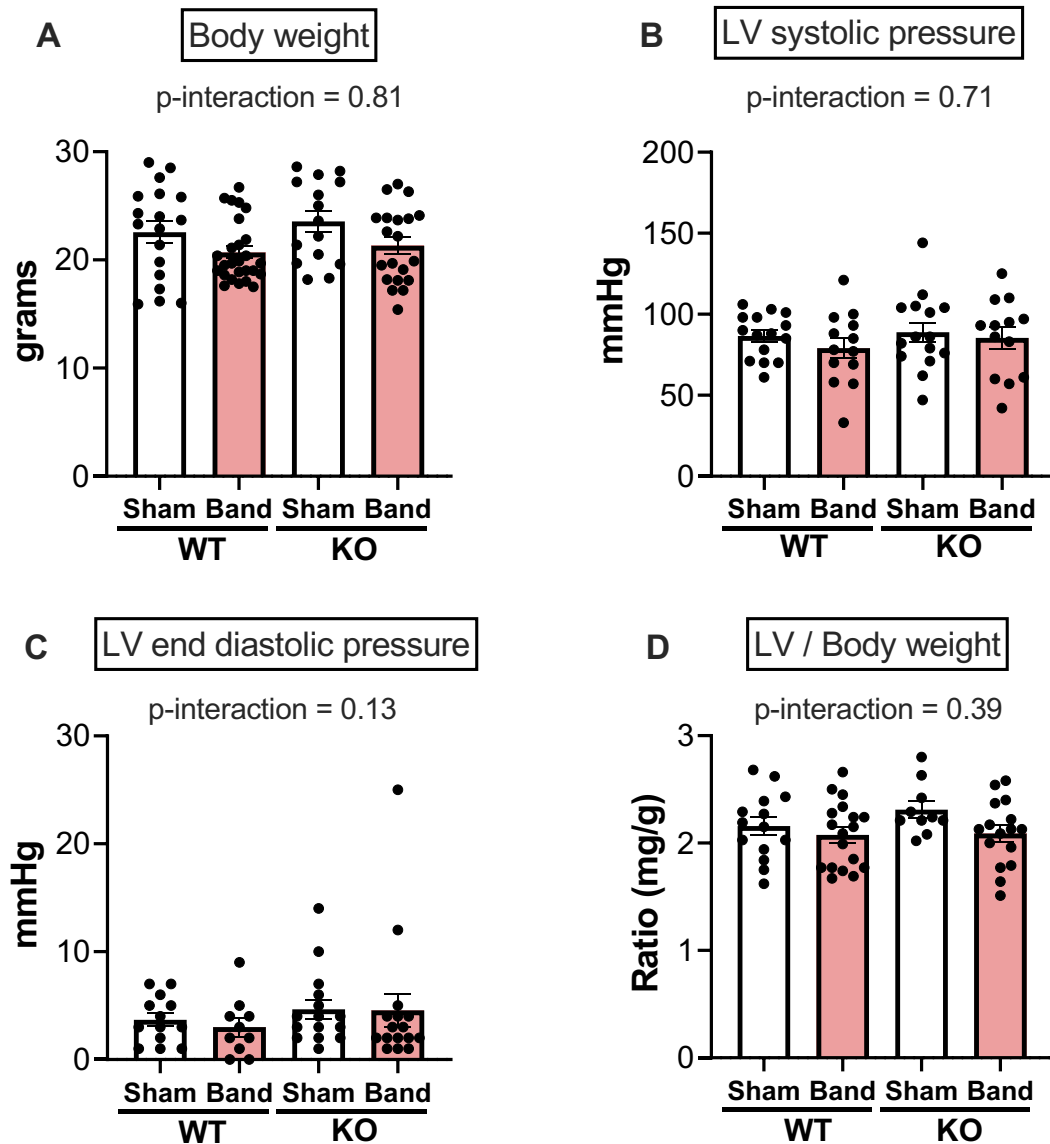 A
Body weight
p-interaction = 0.81
30
20
10
0
grams
Sham Band Sham Band
WT KO
B
LV systolic pressure
p-interaction = 0.71
200
150
100
50
0
mmHg
Sham Band Sham Band
WT KO
C
LV end diastolic pressure
p-interaction = 0.13
30
20
10
0
mmHg
Sham Band Sham Band
WT KO
D
LV / Body weight
p-interaction = 0.39
3
2
1
0
Ratio (mg/g)
Sham Band Sham Band
WT KO